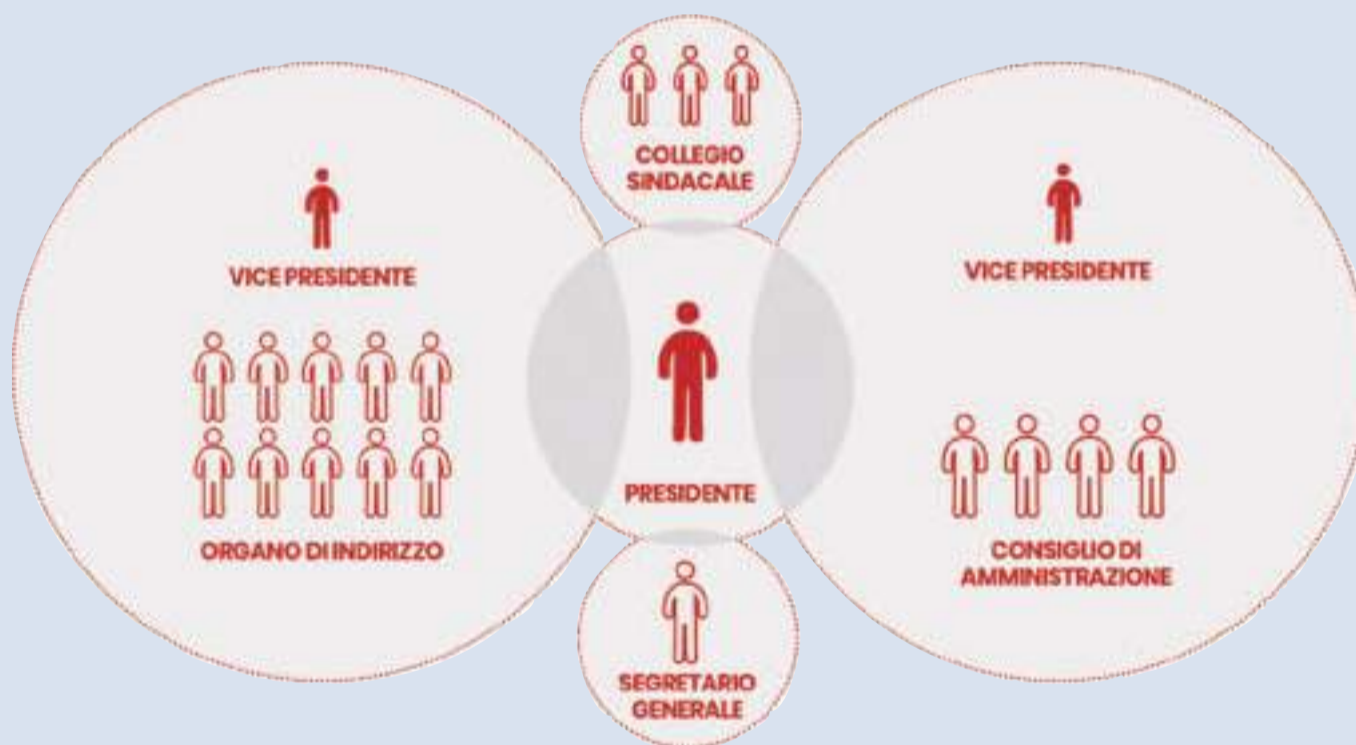 COLLEGIO
SINDACALE
VICE PRESIDENTE
VICE PRESIDENTE
PRESIDENTE
ORGANO DI INDIRIZZO
CONSIGLIO DI
AMMINISTRAZIONE
SEGRETARIO
GENERALE